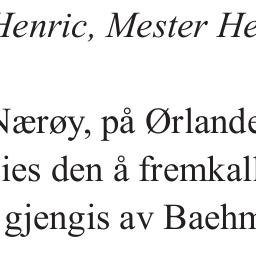 Henric, Mester He
Nærøy, på Ørlande
ies den å fremkall
gjengis av Baehm